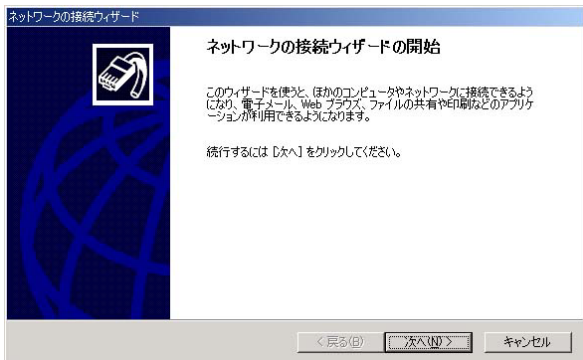 ネットワークの接続ウィザード
ネットワークの接続ウィザードの開始
このウィザードを使うと、ほかのコンピュータやネットワークに接続できるよう
になり、電子メール、Web ブラウズ、ファイルの共有や印刷などのアプリケ
ーションが利用できるようになります。
続行するには [次へ] をクリックしてください。
< 戻る(B)
次へ(N) >
キャンセル